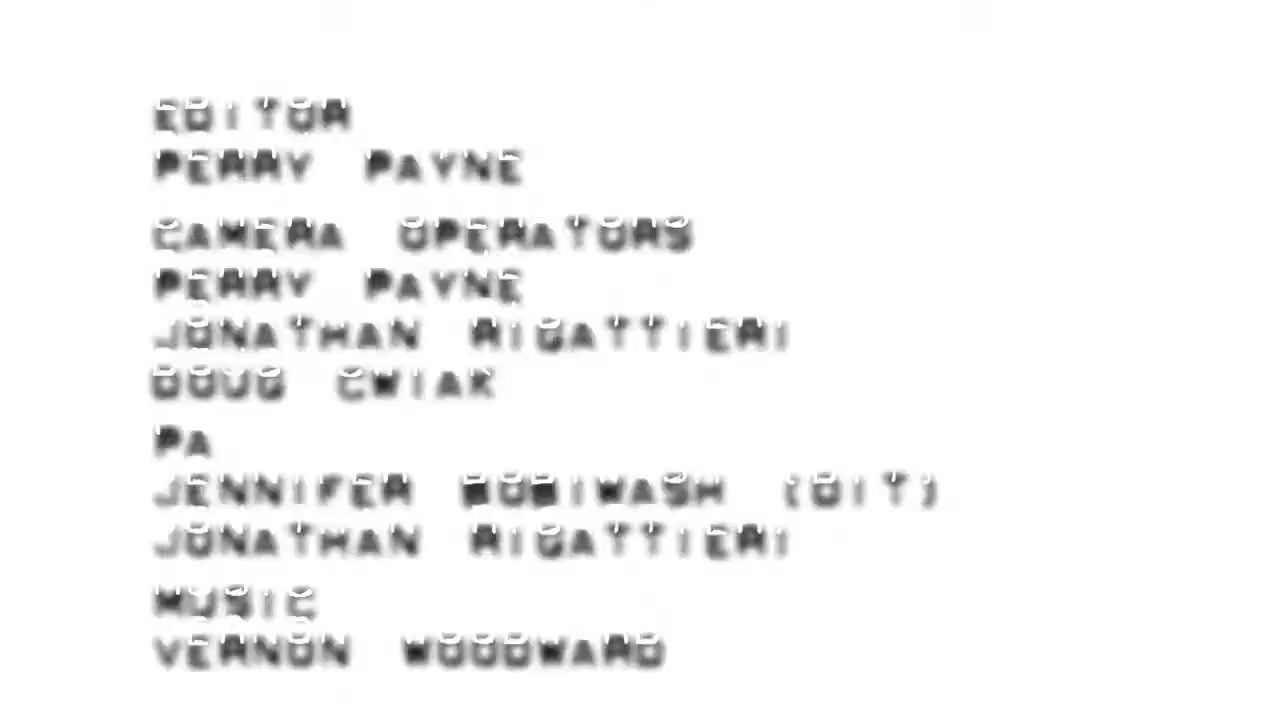 EDITOR
PERRY PAYNE
CAMERA OPERATORS
PERRY PAYNE
JONATHAN RIGATTIERI
DOUG CWIAK
PA
JENNIFER BOBIWASH (DIT)
JONATHAN RIGATTIERI
MUSIC
VERNON WOODWARD